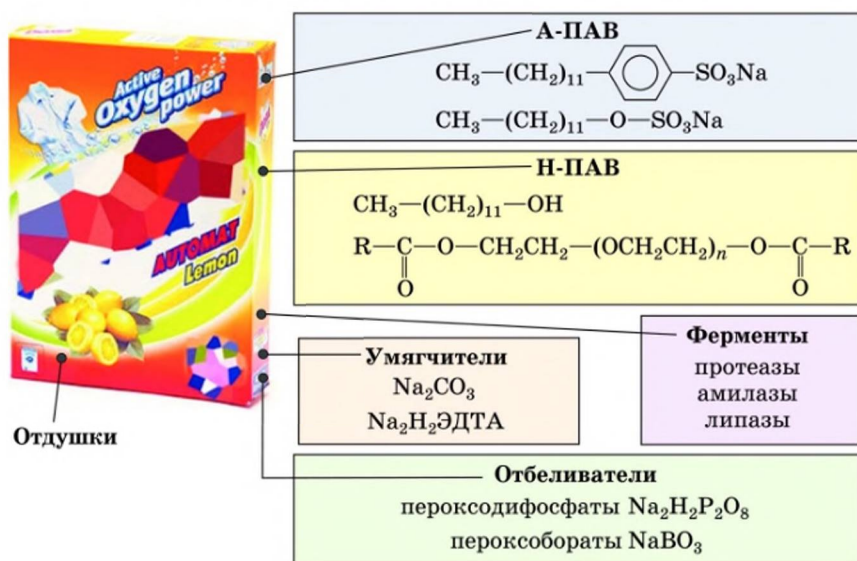 Active
Oxygen
power
AUTOMAT
Lemon
Отдушки
А-ПАВ
CH₃—(CH₂)₁₁—SO₃Na
CH₃—(CH₂)₁₁—O—SO₃Na
Н-ПАВ
CH₃—(CH₂)₁₁—OH
R—C—O—CH₂CH₂—(OCH₂CH₂)ₙ—O—C—R
O O
Умягчители
Na₂CO₃
Na₂H₂ЭДТА
Ферменты
протеазы
амилазы
липазы
Отбеливатели
пероксодифосфаты Na₂H₂P₂O₈
пероксобораты NaBO₃